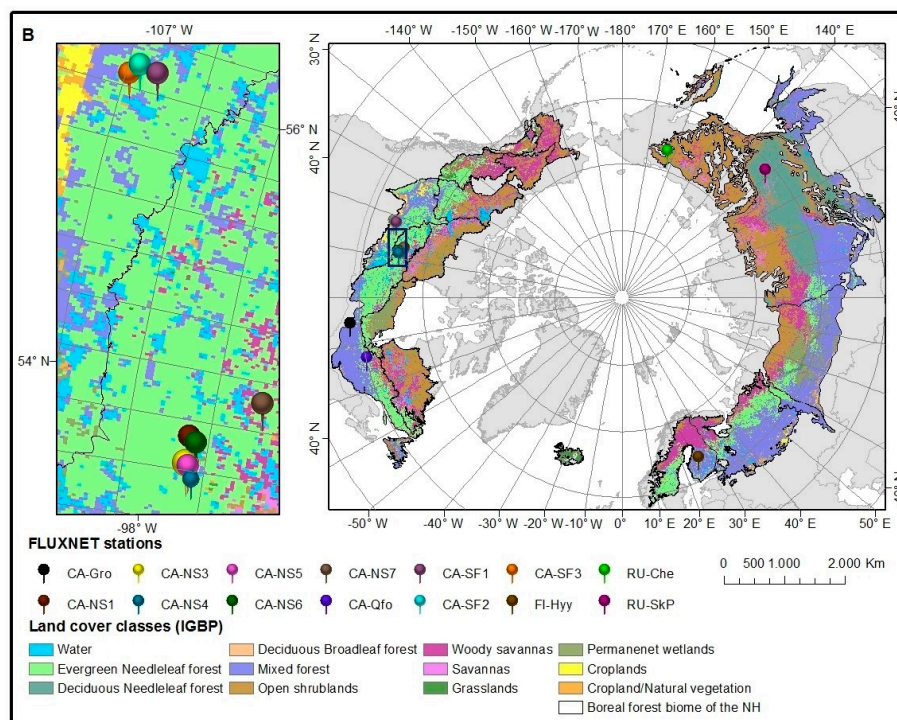 B
-107° W
56° N
54° N
-98° W
-140° W -150° W -160° W -170° W -180° W 170° E 160° E 150° E 140° E
30° N
40° N
40° N
-50° W -40° W -30° W -20° W -10° W 0° 10° E 20° E 30° E 40° E 50° E
FLUXNET stations
CA-Gro CA-NS3 CA-NS5 CA-NS7 CA-SF1 CA-SF3 RU-Che
CA-NS1 CA-NS4 CA-NS6 CA-Qfo CA-SF2 FI-Hyy RU-SkP
0 500 1.000 2.000 Km
Land cover classes (IGBP)
Water Deciduous Broadleaf forest Woody savannas Permanenet wetlands
Evergreen Needleleaf forest Mixed forest Savannas Croplands
Deciduous Needleleaf forest Open shrublands Grasslands Cropland/Natural vegetation
Boreal forest biome of the NH